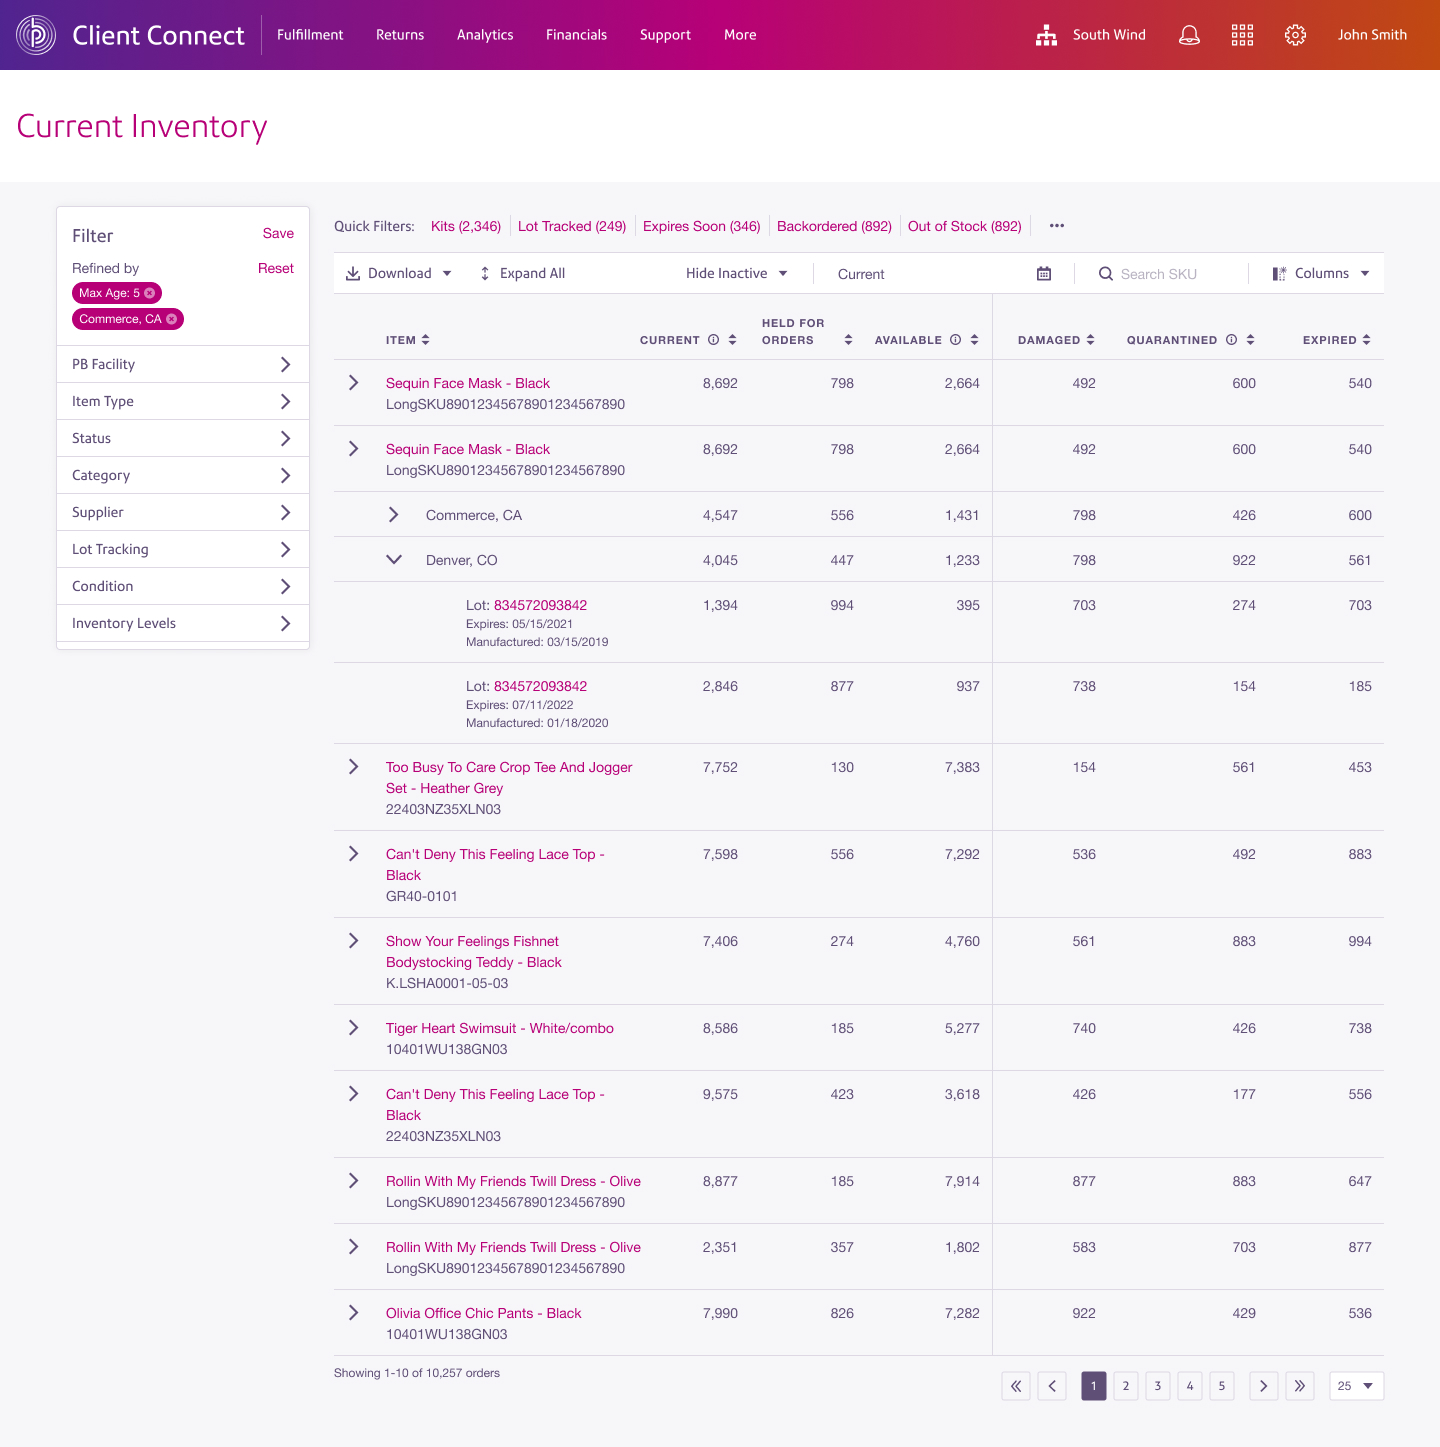 Client Connect
Fulfillment Returns Analytics Financials Support More
South Wind John Smith
Current Inventory
Filter Save
Refined by Reset
Max Age: 5
Commerce, CA
PB Facility
Item Type
Status
Category
Supplier
Lot Tracking
Condition
Inventory Levels
Quick Filters: Kits (2,346) Lot Tracked (249) Expires Soon (346) Backordered (892) Out of Stock (892)
Download Expand All Hide Inactive Current Search SKU Columns
ITEM CURRENT HELD FOR ORDERS AVAILABLE DAMAGED QUARANTINED EXPIRED
Sequin Face Mask - Black 8,692 798 2,664 492 600 540
LongSKU89012345678901234567890
Sequin Face Mask - Black 8,692 798 2,664 492 600 540
LongSKU89012345678901234567890
Commerce, CA 4,547 556 1,431 798 426 600
Denver, CO 4,045 447 1,233 798 922 561
Lot: 834572093842 1,394 994 395 703 274 703
Expires: 05/15/2021
Manufactured: 03/15/2019
Lot: 834572093842 2,846 877 937 738 154 185
Expires: 07/11/2022
Manufactured: 01/18/2020
Too Busy To Care Crop Tee And Jogger 7,752 130 7,383 154 561 453
Set - Heather Grey
22403NZ35XLN03
Can't Deny This Feeling Lace Top - 7,598 556 7,292 536 492 883
Black
GR40-0101
Show Your Feelings Fishnet 7,406 274 4,760 561 883 994
Bodystocking Teddy - Black
K.LSHA0001-05-03
Tiger Heart Swimsuit - White/combo 8,586 185 5,277 740 426 738
10401WU138GN03
Can't Deny This Feeling Lace Top - 9,575 423 3,618 426 177 556
Black
22403NZ35XLN03
Rollin With My Friends Twill Dress - Olive 8,877 185 7,914 877 883 647
LongSKU89012345678901234567890
Rollin With My Friends Twill Dress - Olive 2,351 357 1,802 583 703 877
LongSKU89012345678901234567890
Olivia Office Chic Pants - Black 7,990 826 7,282 922 429 536
10401WU138GN03
Showing 1-10 of 10,257 orders
1 2 3 4 5 25